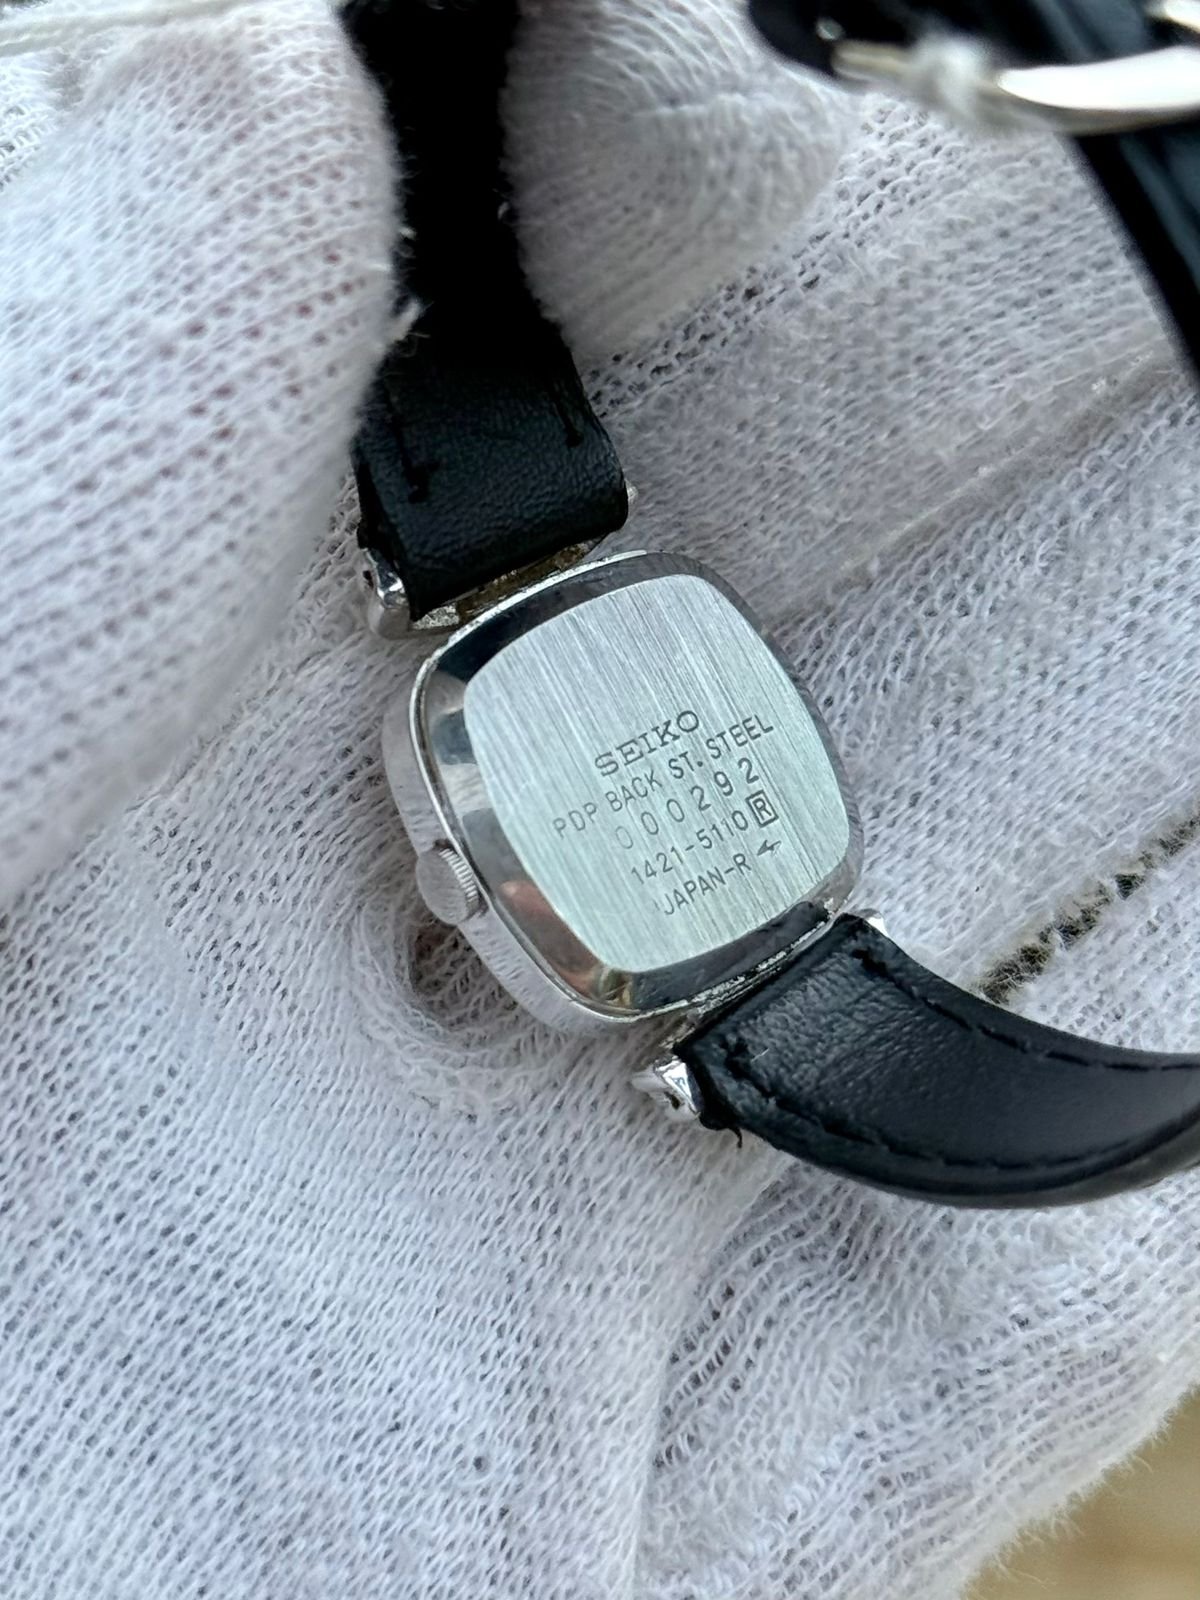 SEIKO
PDP BACK ST. STEEL
000292
1421-5110 R
JAPAN-R